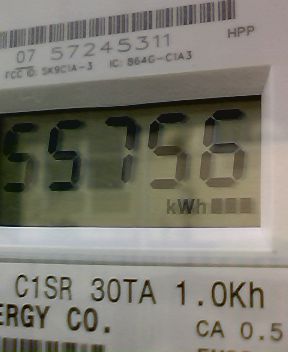 07 57245311
HPP
FCC ID: SK9C1A-3 IC: 864G-C1A3
55756
kWh
C1SR 30TA 1.0Kh
ERGY CO.
CA 0.5